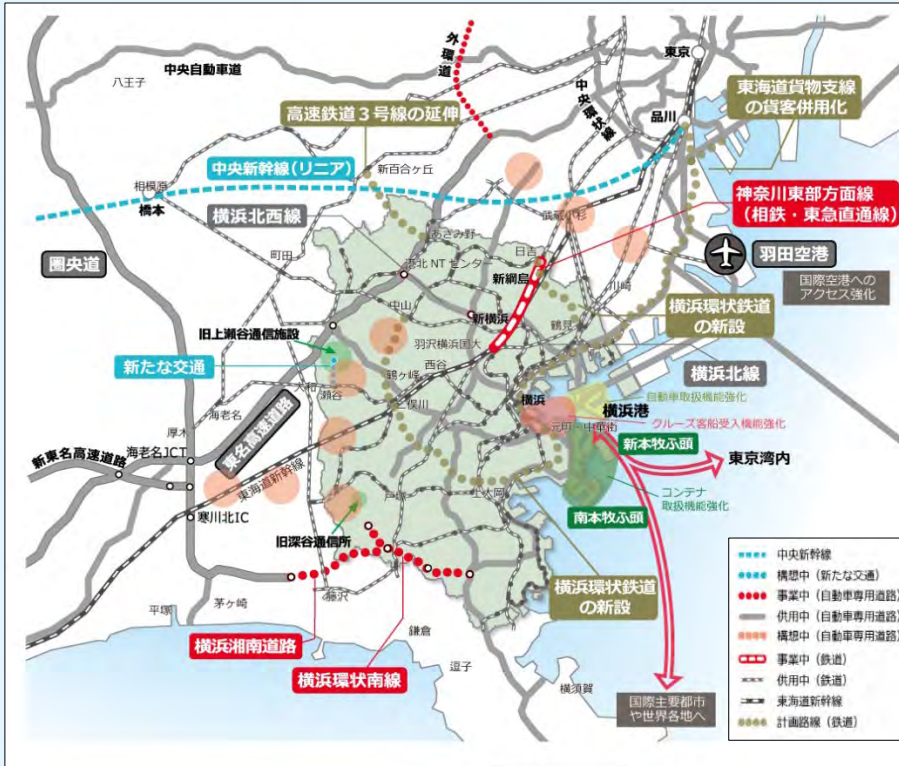 外環道
東京
中央自動車道
八王子
中央環状線
東海道貨物支線
の貨客併用化
高速鉄道3号線の延伸
品川
中央新幹線(リニア)
新百合ヶ丘
相模原
橋本
神奈川東部方面線
(相鉄・東急直通線)
武蔵小杉
横浜北西線
あざみ野
日吉
羽田空港
圏央道
町田
港北NTセンター
新綱島
川崎
国際空港への
アクセス強化
中山
新横浜
横浜環状鉄道
の新設
鶴見
旧上瀬谷通信施設
羽沢横浜国大
西谷
新たな交通
鶴ヶ峰
横浜北線
大和
瀬谷
自動車取扱機能強化
二俣川
横浜
横浜港
海老名
クルーズ客船受入機能強化
元町・中華街
厚木
東名高速道路
新本牧ふ頭
海老名JCT
東京湾内
新東名高速道路
東海道新幹線
戸塚
上大岡
コンテナ
取扱機能強化
寒川北IC
南本牧ふ頭
旧深谷通信所
横浜環状鉄道
の新設
藤沢
茅ヶ崎
平塚
横浜湘南道路
鎌倉
横浜環状南線
逗子
横須賀
国際主要都市
や世界各地へ
中央新幹線
構想中(新たな交通)
事業中(自動車専用道路)
供用中(自動車専用道路)
構想中(自動車専用道路)
事業中(鉄道)
供用中(鉄道)
東海道新幹線
計画路線(鉄道)